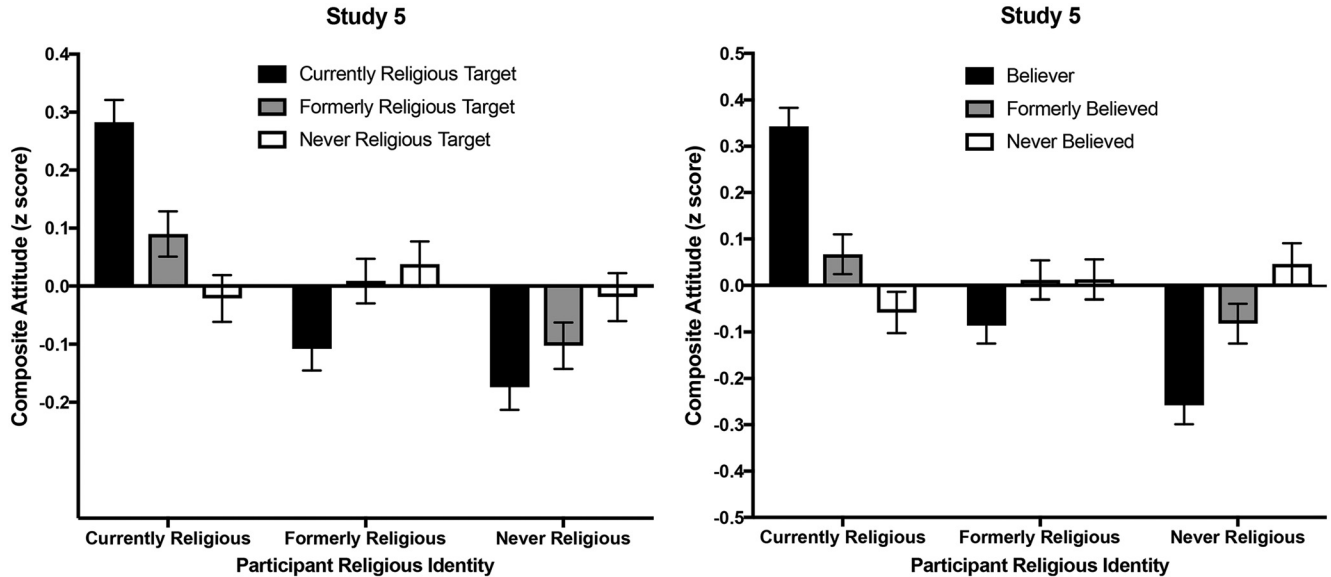 Study 5
Composite Attitude (z score)
0.4
0.3
0.2
0.1
0.0
-0.1
-0.2
Currently Religious Target
Formerly Religious Target
Never Religious Target
Currently Religious
Formerly Religious
Never Religious
Participant Religious Identity
Study 5
Composite Attitude (z score)
0.5
0.4
0.3
0.2
0.1
0.0
-0.1
-0.2
-0.3
-0.4
-0.5
Believer
Formerly Believed
Never Believed
Currently Religious
Formerly Religious
Never Religious
Participant Religious Identity